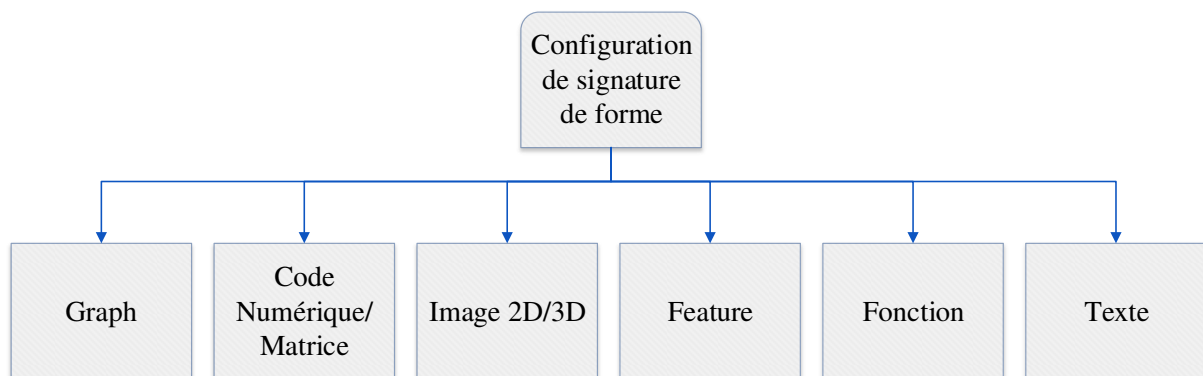 Configuration
de signature
de forme
Graph
Code
Numérique/
Matrice
Image 2D/3D
Feature
Fonction
Texte